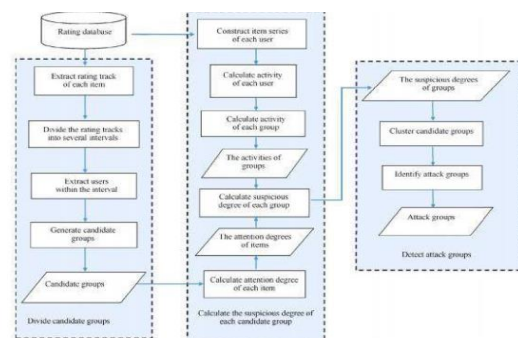 Rating database
Extract rating track
of each item
Divide the rating tracks
into several intervals
Extract users
within the interval
Generate candidate
groups
Candidate groups
Divide candidate groups
Construct item series
of each user
Calculate activity
of each user
Calculate activity
of each group
The activities of
groups
Calculate suspicious
degree of each group
The attention degrees
of items
Calculate attention degree
of each item
Calculate the suspicious degree of
each candidate group
The suspicious degrees
of groups
Cluster candidate groups
Identify attack groups
Attack groups
Detect attack groups